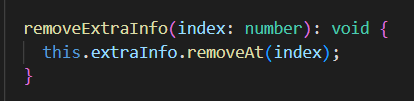 removeExtraInfo(index: number): void {
  this.extraInfo.removeAt(index);
}